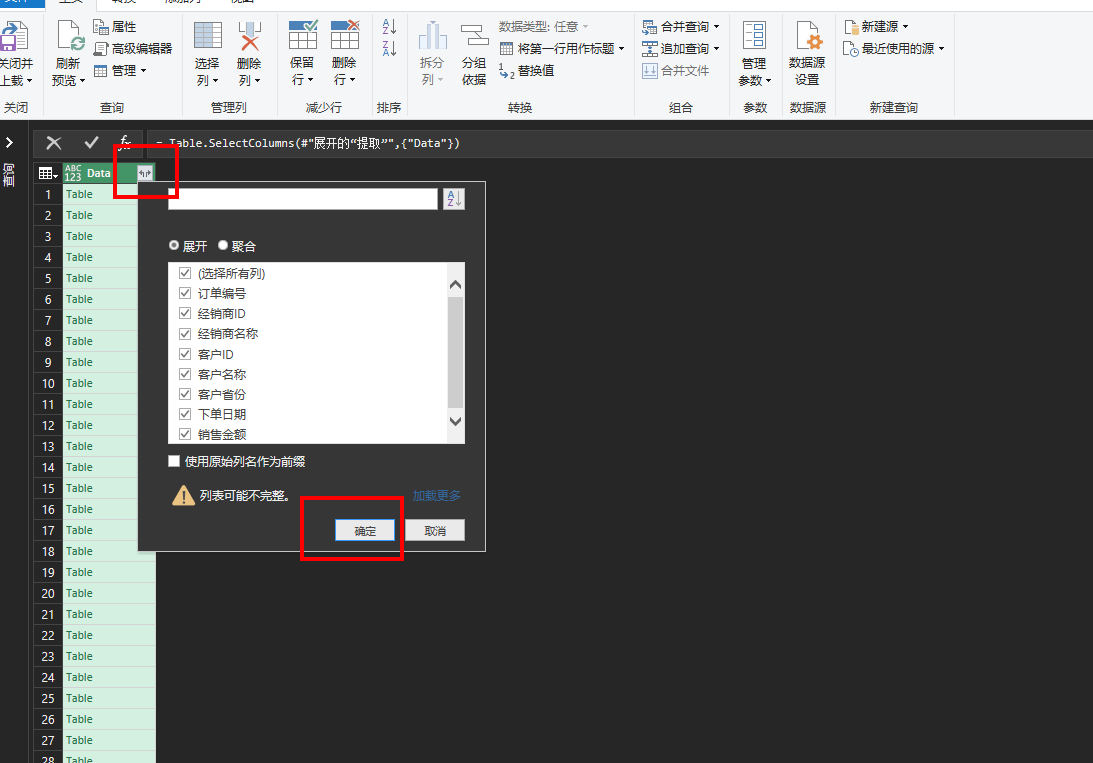 属性
高级编辑器
管理
刷新
预览
关闭并
上载
关闭
查询
选择
列
删除
列
管理列
保留
行
删除
行
减少行
排序
拆分
列
分组
依据
数据类型: 任意
将第一行用作标题
替换值
转换
合并查询
追加查询
合并文件
组合
管理
参数
参数
数据源
设置
数据源
新建源
最近使用的源
新建查询
查询
= Table.SelectColumns(#"展开的“提取”",{"Data"})
ABC
123 Data
1 Table
2 Table
3 Table
4 Table
5 Table
6 Table
7 Table
8 Table
9 Table
10 Table
11 Table
12 Table
13 Table
14 Table
15 Table
16 Table
17 Table
18 Table
19 Table
20 Table
21 Table
22 Table
23 Table
24 Table
25 Table
26 Table
27 Table
28 Table
展开 聚合
(选择所有列)
订单编号
经销商ID
经销商名称
客户ID
客户名称
客户省份
下单日期
销售金额
使用原始列名作为前缀
列表可能不完整。 加载更多
确定 取消